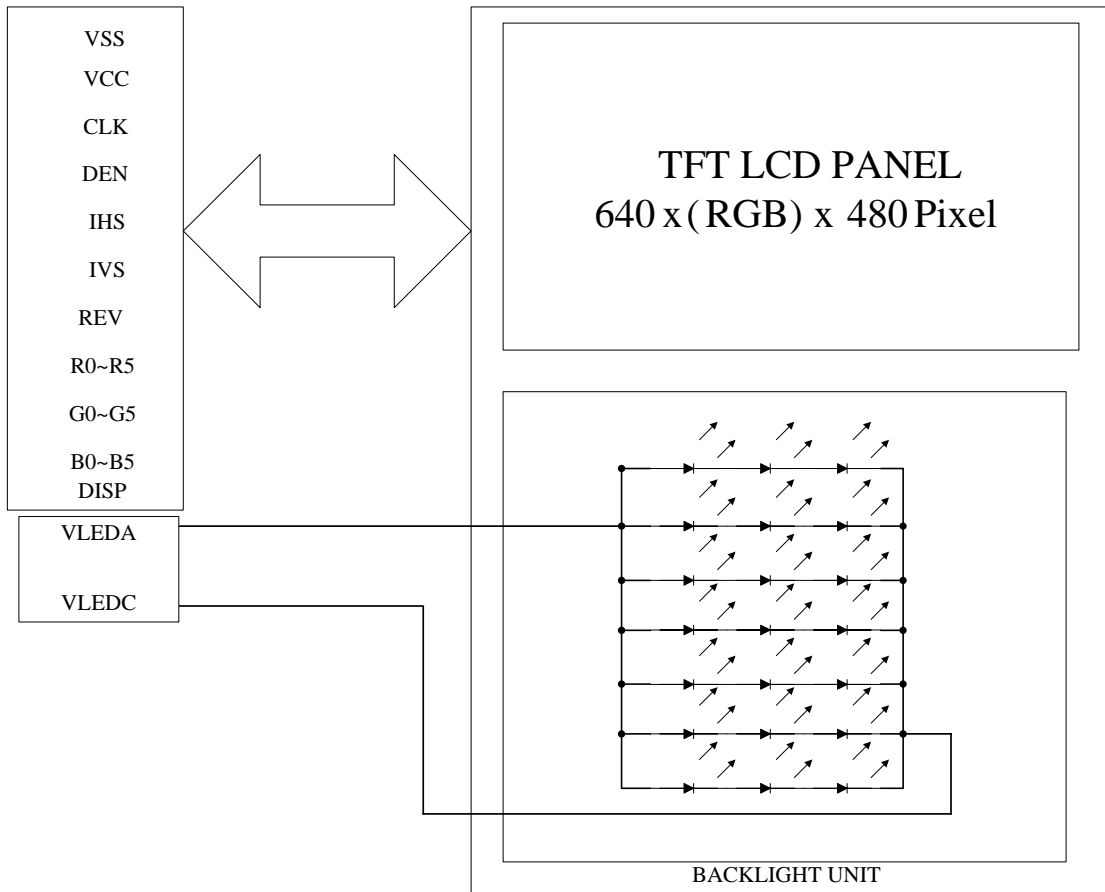 VSS
VCC
CLK
DEN
IHS
IVS
REV
R0~R5
G0~G5
B0~B5
DISP
VLEDA
VLEDC
TFT LCD PANEL
640 x (RGB) x 480 Pixel
BACKLIGHT UNIT